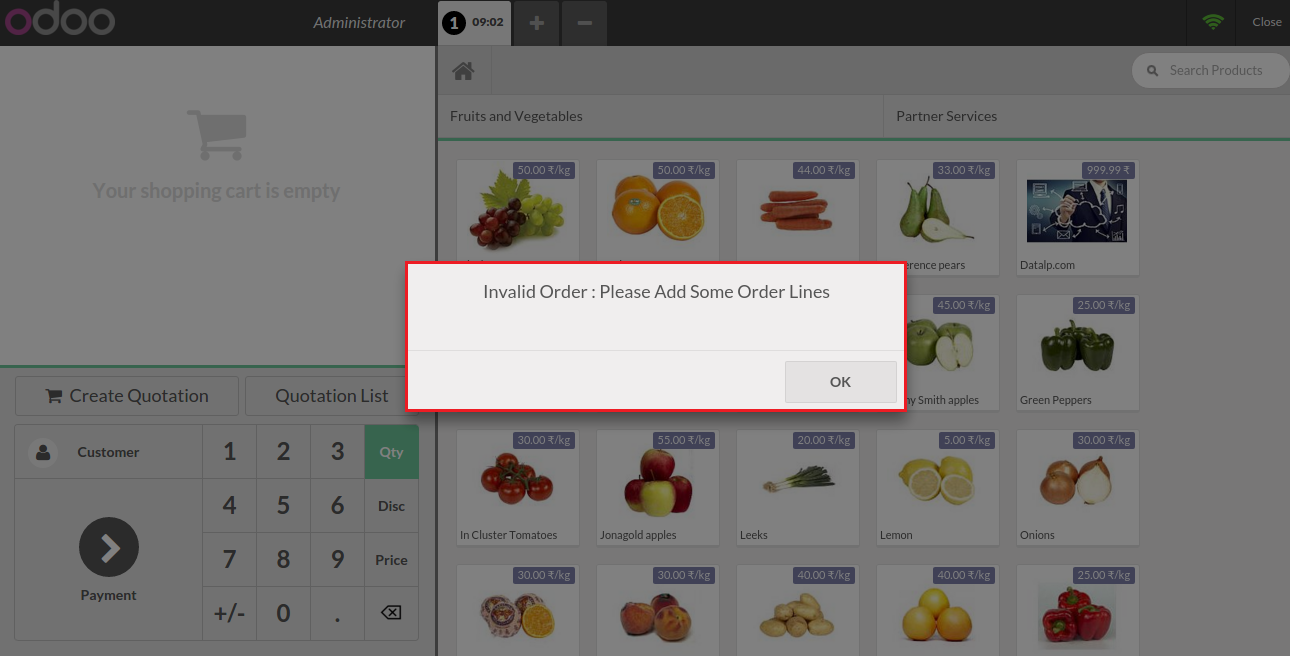 odoo
Administrator
1 09:02
Close
Search Products
Fruits and Vegetables
Partner Services
Your shopping cart is empty
50.00 ₹/kg
50.00 ₹/kg
44.00 ₹/kg
33.00 ₹/kg
999.99 ₹
erence pears
Datalp.com
Invalid Order : Please Add Some Order Lines
OK
45.00 ₹/kg
25.00 ₹/kg
ny Smith apples
Green Peppers
Create Quotation
Quotation List
Customer
1 2 3 Qty
4 5 6 Disc
7 8 9 Price
+/- 0 .
Payment
30.00 ₹/kg
55.00 ₹/kg
20.00 ₹/kg
5.00 ₹/kg
30.00 ₹/kg
In Cluster Tomatoes
Jonagold apples
Leeks
Lemon
Onions
30.00 ₹/kg
30.00 ₹/kg
40.00 ₹/kg
40.00 ₹/kg
25.00 ₹/kg